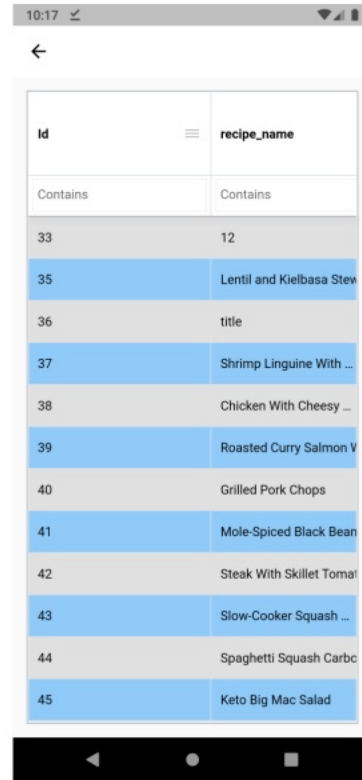 10:17
Id recipe_name
Contains Contains
33 12
35 Lentil and Kielbasa Stew
36 title
37 Shrimp Linguine With ...
38 Chicken With Cheesy ...
39 Roasted Curry Salmon
40 Grilled Pork Chops
41 Mole-Spiced Black Bean
42 Steak With Skillet
43 Slow-Cooker Squash ...
44 Spaghetti Squash
45 Keto Big Mac Salad